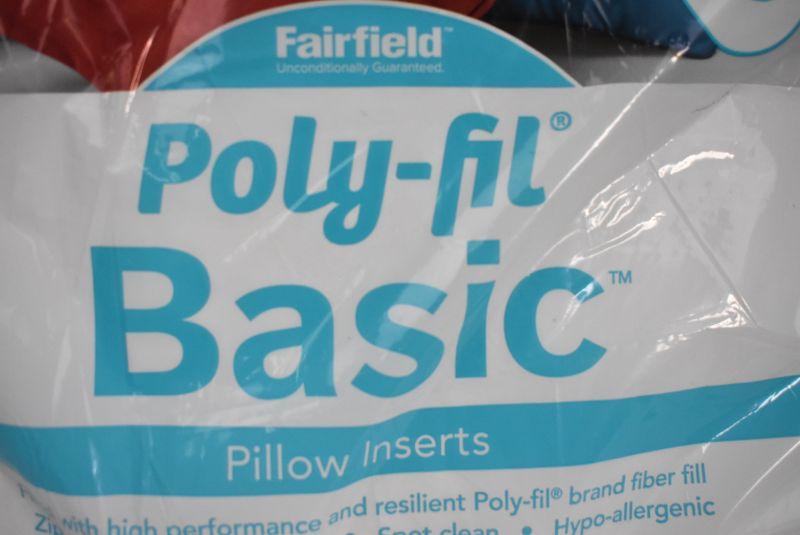 Fairfield™
Unconditionally Guaranteed.
Poly-fil®
Basic™
Pillow Inserts
with high performance and resilient Poly-fil® brand fiber fill
Spot clean • Hypo-allergenic